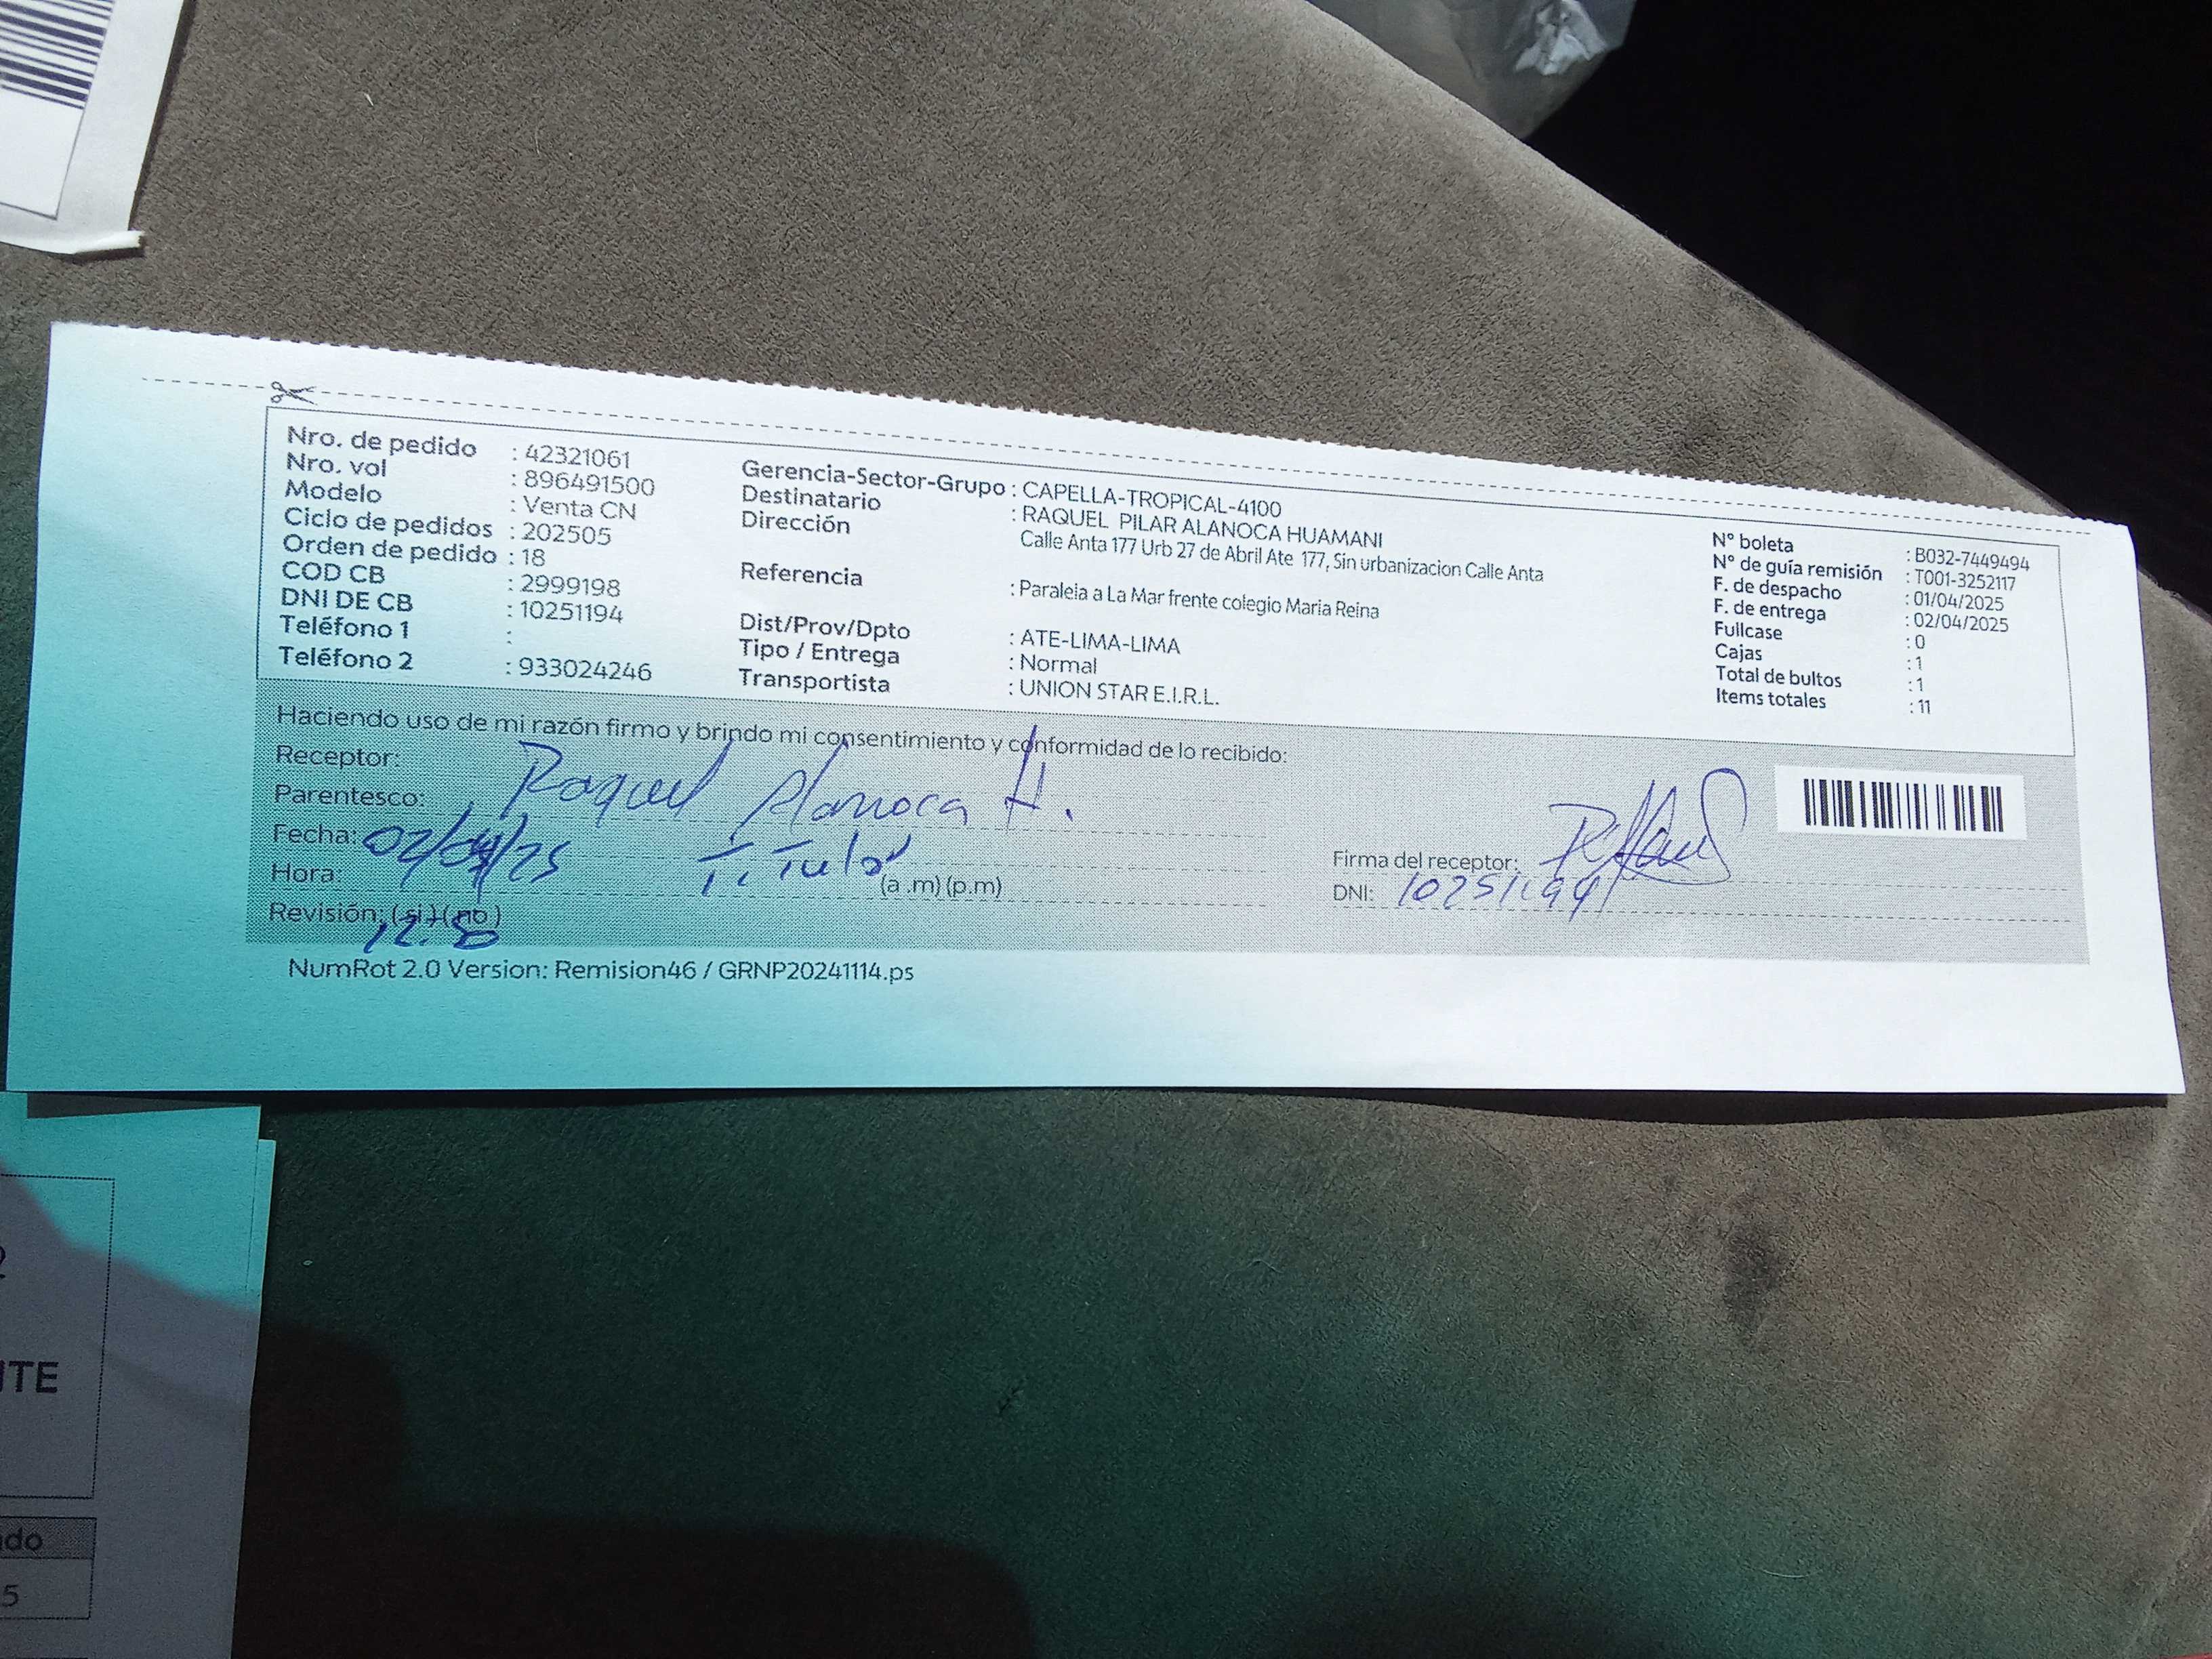 Nro. de pedido : 42321061
Nro. vol : 896491500
Modelo : Venta CN
Ciclo de pedidos : 202505
Orden de pedido : 18
COD CB : 2999198
DNI DE CB : 10251194
Teléfono 1 :
Teléfono 2 : 933024246
Gerencia-Sector-Grupo : CAPELLA-TROPICAL-4100
Destinatario : RAQUEL PILAR ALANOCA HUAMANI
Dirección Calle Anta 177 Urb 27 de Abril Ate 177, Sin urbanizacion Calle Anta
Referencia : Paralela a La Mar frente colegio Maria Reina
Dist/Prov/Dpto : ATE-LIMA-LIMA
Tipo / Entrega : Normal
Transportista : UNION STAR E.I.R.L.
N° boleta : B032-7449494
N° de guía remisión : T001-3252117
F. de despacho : 01/04/2025
F. de entrega : 02/04/2025
Fullcase : 0
Cajas : 1
Total de bultos : 1
Items totales : 11
Haciendo uso de mi razón firmo y brindo mi consentimiento y conformidad de lo recibido:
Receptor: Raquel Alanoca H.
Parentesco:
Fecha: 02/04/25 Titular
Hora: (a .m) (p.m)
Revisión: (si) (no)
12:50
Firma del receptor:
DNI: 10251194
NumRot 2.0 Version: Remision46 / GRNP20241114.ps
ITE
do
5